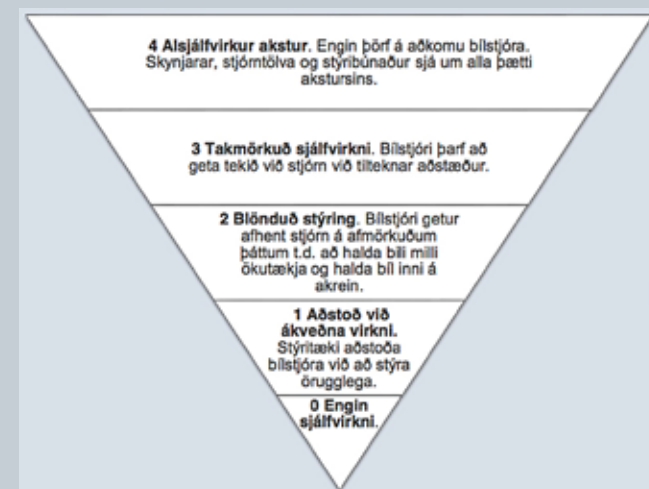 4 Alsjálfvirkur akstur. Engin þörf á aðkomu bílstjóra.
Skynjarar, stjórntölva og stýribúnaður sjá um alla þætti
akstursins.
3 Takmörkuð sjálfvirkni. Bílstjóri þarf að
geta tekið við stjórn við tilteknar aðstæður.
2 Blönduð stýring. Bílstjóri getur
afhent stjórn á afmörkuðum
þáttum t.d. að halda bili milli
ökutækja og halda bíl inni á
akrein.
1 Aðstoð við
ákveðna virkni.
Stýritæki aðstoða
bílstjóra við að stýra
örugglega.
0 Engin
sjálfvirkni.